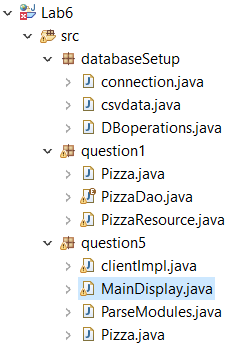 Lab6
src
databaseSetup
connection.java
csvdata.java
DBoperations.java
question1
Pizza.java
PizzaDao.java
PizzaResource.java
question5
clientImpl.java
MainDisplay.java
ParseModules.java
Pizza.java